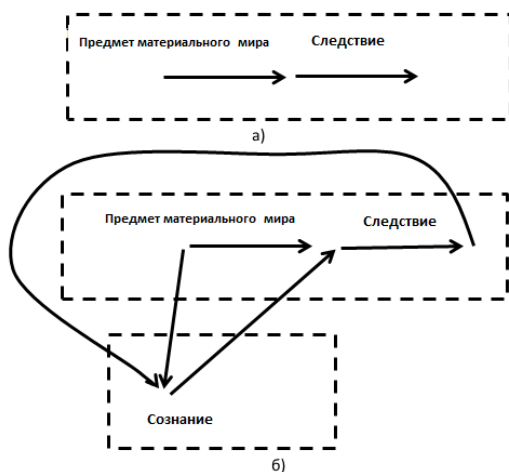 Предмет материального мира Следствие
а)
Предмет материального мира Следствие
Сознание
б)